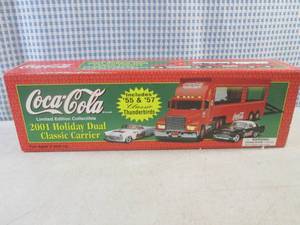 Coca-Cola
Limited Edition Collectible
2001 Holiday Dual
Classic Carrier
Includes
'55 & '57
Classic
Thunderbirds